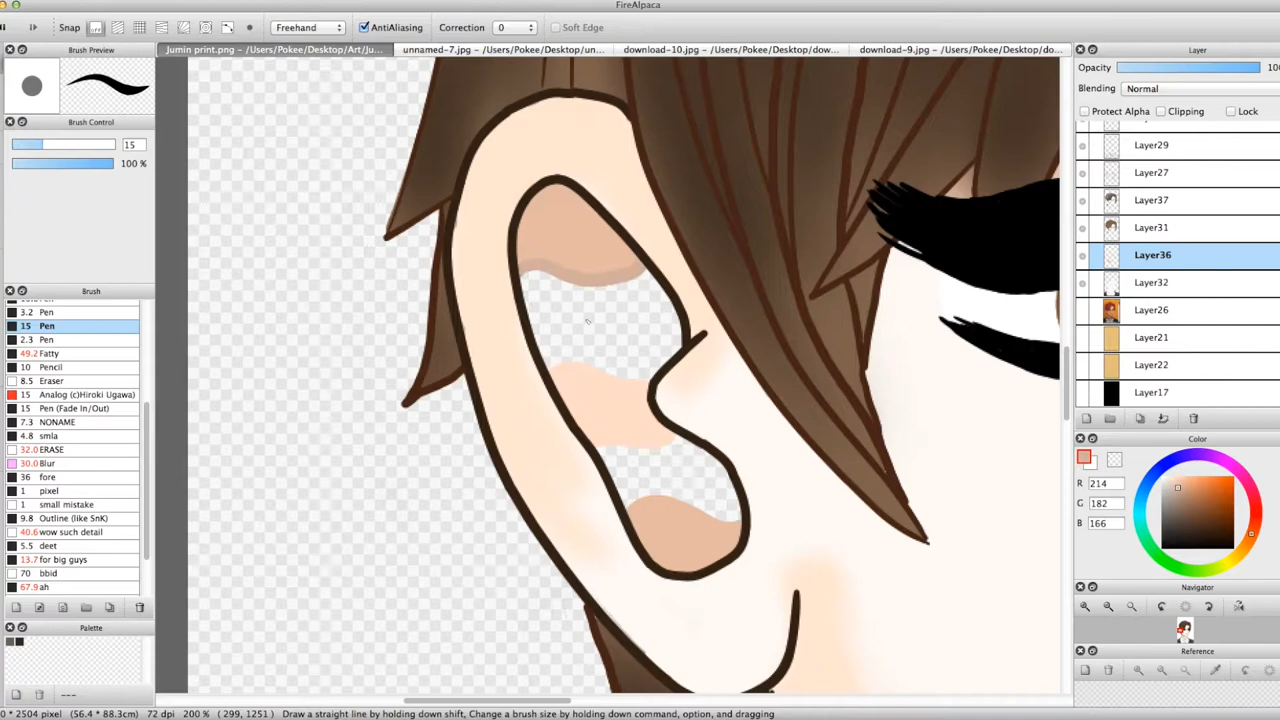 FireAlpaca
Snap Freehand AntiAliasing Correction 0 Soft Edge
Brush Preview
Jumin print.png - /Users/Pokee/Desktop/Art/Ju... unnamed-7.jpg - /Users/Pokee/Desktop/un... download-10.jpg - /Users/Pokee/Desktop/dow... download-9.jpg - /Users/Pokee/Desktop/do...
Layer
Opacity 100
Blending Normal
Protect Alpha Clipping Lock
Brush Control
15
100 %
Layer29
Layer27
Layer37
Layer31
Layer36
Layer32
Layer26
Layer21
Layer22
Layer17
Brush
3.2 Pen
15 Pen
2.3 Pen
49.2 Fatty
10 Pencil
8.5 Eraser
15 Analog (c)Hiroki Ugawa)
15 Pen (Fade In/Out)
7.3 NONAME
4.8 smla
32.0 ERASE
30.0 Blur
36 fore
1 pixel
1 small mistake
9.8 Outline (like SnK)
40.6 wow such detail
5.5 deet
13.7 for big guys
70 bbid
67.9 ah
Color
R 214
G 182
B 166
Navigator
Palette
---
Reference
0 * 2504 pixel (56.4 * 88.3cm) 72 dpi 200 % ( 299, 1251 ) Draw a straight line by holding down shift, Change a brush size by holding down command, option, and dragging